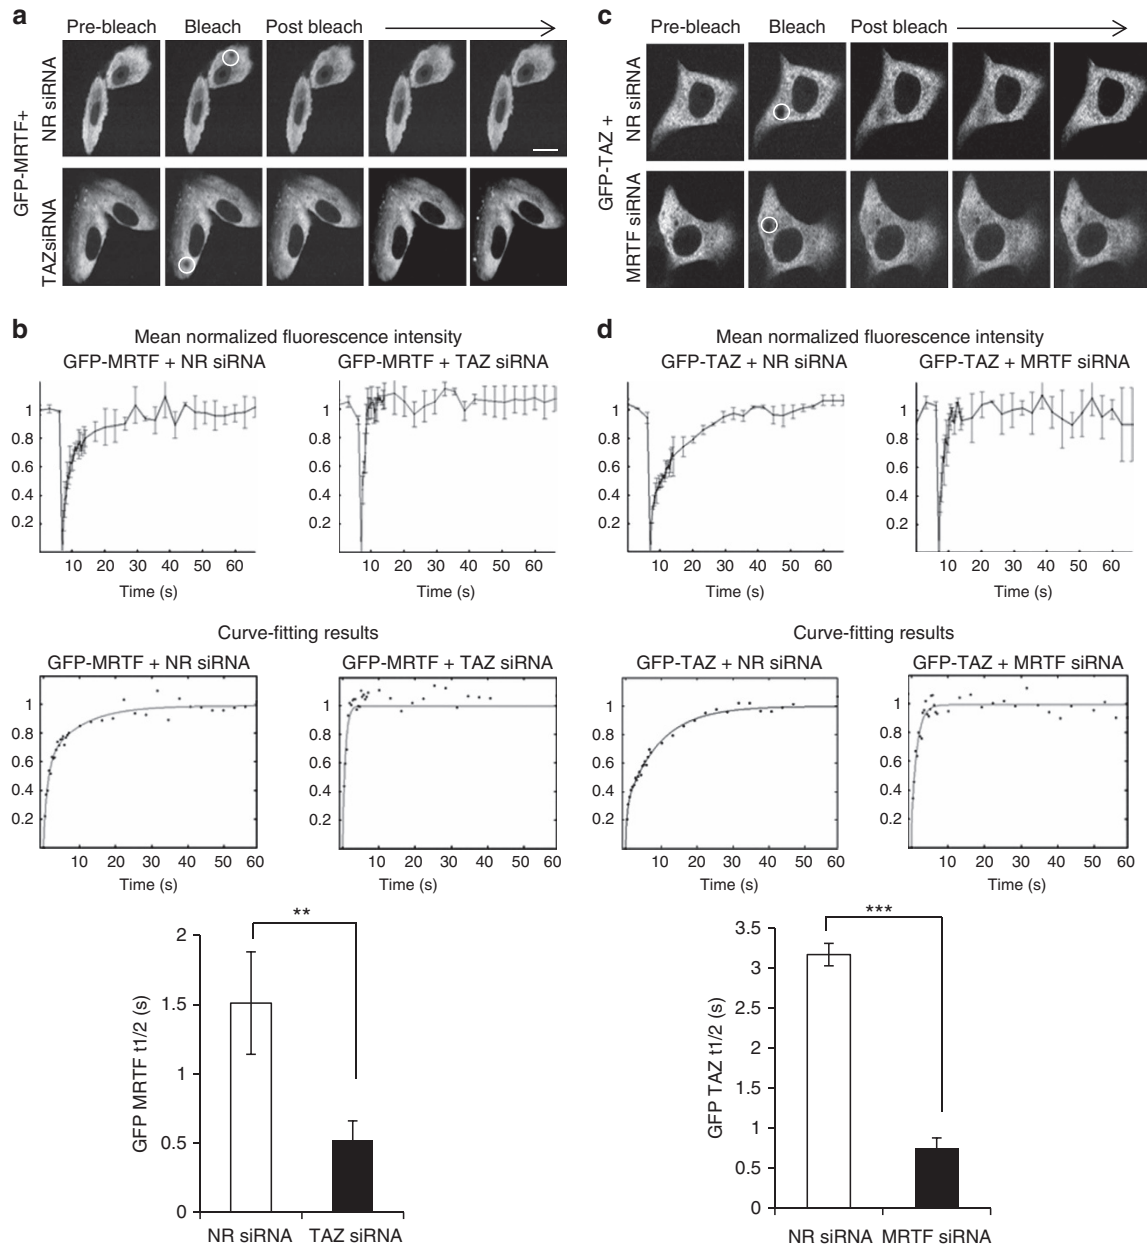 a
Pre-bleach Bleach Post bleach
GFP-MRTF+
NR siRNA
TAZsiRNA
c
Pre-bleach Bleach Post bleach
GFP-TAZ +
NR siRNA
MRTF siRNA
b
Mean normalized fluorescence intensity
GFP-MRTF + NR siRNA
1
0.8
0.6
0.4
0.2
10 20 30 40 50 60
Time (s)
GFP-MRTF + TAZ siRNA
1
0.8
0.6
0.4
0.2
10 20 30 40 50 60
Time (s)
Curve-fitting results
GFP-MRTF + NR siRNA
1
0.8
0.6
0.4
0.2
10 20 30 40 50 60
Time (s)
GFP-MRTF + TAZ siRNA
1
0.8
0.6
0.4
0.2
10 20 30 40 50 60
Time (s)
GFP MRTF t1/2 (s)
2
1.5
1
0.5
0
**
NR siRNA TAZ siRNA
d
Mean normalized fluorescence intensity
GFP-TAZ + NR siRNA
1
0.8
0.6
0.4
0.2
10 20 30 40 50 60
Time (s)
GFP-TAZ + MRTF siRNA
1
0.8
0.6
0.4
0.2
10 20 30 40 50 60
Time (s)
Curve-fitting results
GFP-TAZ + NR siRNA
1
0.8
0.6
0.4
0.2
10 20 30 40 50 60
Time (s)
GFP-TAZ + MRTF siRNA
1
0.8
0.6
0.4
0.2
10 20 30 40 50 60
Time (s)
GFP TAZ t1/2 (s)
3.5
3
2.5
2
1.5
1
0.5
0
***
NR siRNA MRTF siRNA